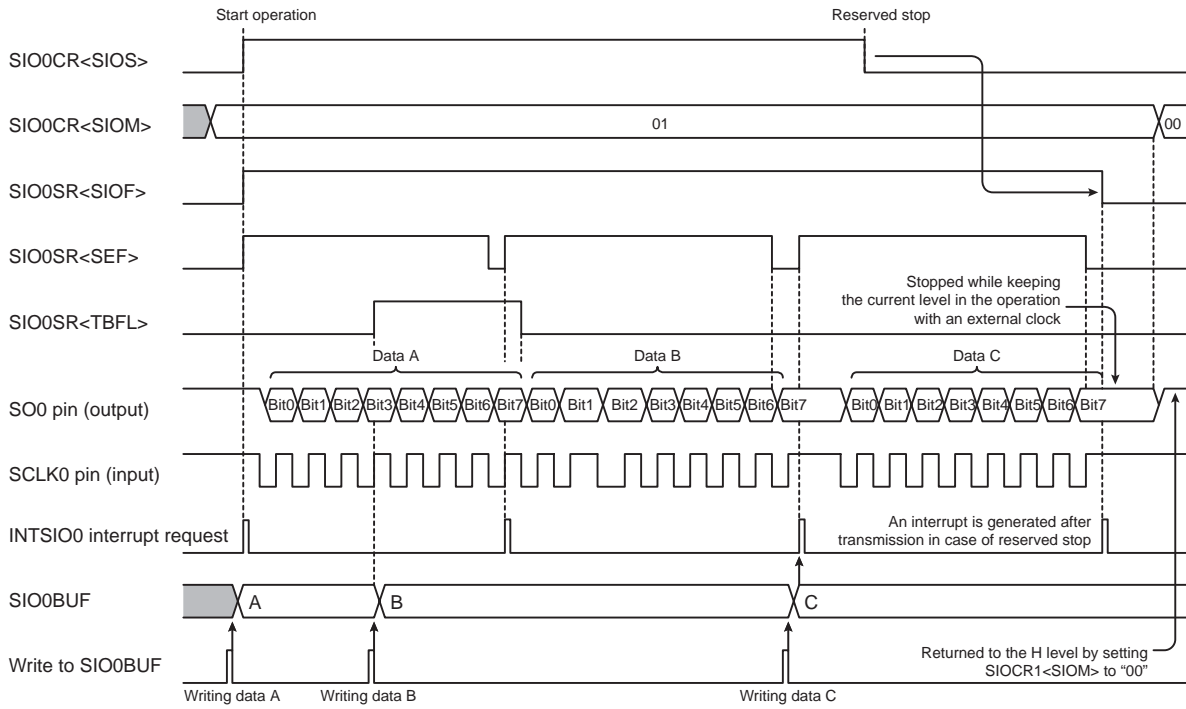 Start operation
Reserved stop
SIO0CR<SIOS>
SIO0CR<SIOM>
01
00
SIO0SR<SIOF>
SIO0SR<SEF>
Stopped while keeping
the current level in the operation
with an external clock
SIO0SR<TBFL>
Data A
Data B
Data C
SO0 pin (output)
Bit0 Bit1 Bit2 Bit3 Bit4 Bit5 Bit6 Bit7 Bit0 Bit1 Bit2 Bit3 Bit4 Bit5 Bit6 Bit7 Bit0 Bit1 Bit2 Bit3 Bit4 Bit5 Bit6 Bit7
SCLK0 pin (input)
INTSIO0 interrupt request
An interrupt is generated after
transmission in case of reserved stop
SIO0BUF
A
B
C
Write to SIO0BUF
Returned to the H level by setting
SIOCR1<SIOM> to “00”
Writing data A
Writing data B
Writing data C